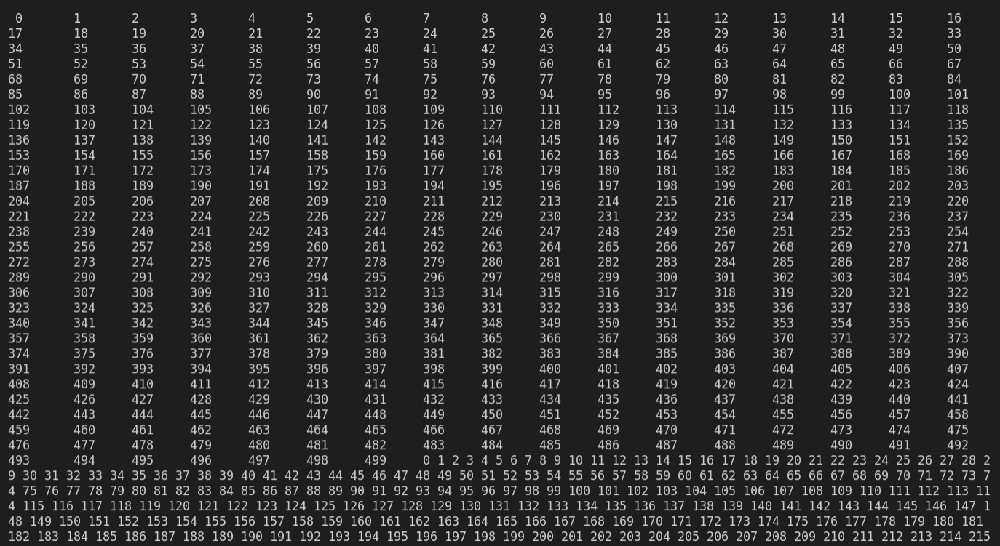 0 1 2 3 4 5 6 7 8 9 10 11 12 13 14 15 16
17 18 19 20 21 22 23 24 25 26 27 28 29 30 31 32 33
34 35 36 37 38 39 40 41 42 43 44 45 46 47 48 49 50
51 52 53 54 55 56 57 58 59 60 61 62 63 64 65 66 67
68 69 70 71 72 73 74 75 76 77 78 79 80 81 82 83 84
85 86 87 88 89 90 91 92 93 94 95 96 97 98 99 100 101
102 103 104 105 106 107 108 109 110 111 112 113 114 115 116 117 118
119 120 121 122 123 124 125 126 127 128 129 130 131 132 133 134 135
136 137 138 139 140 141 142 143 144 145 146 147 148 149 150 151 152
153 154 155 156 157 158 159 160 161 162 163 164 165 166 167 168 169
170 171 172 173 174 175 176 177 178 179 180 181 182 183 184 185 186
187 188 189 190 191 192 193 194 195 196 197 198 199 200 201 202 203
204 205 206 207 208 209 210 211 212 213 214 215 216 217 218 219 220
221 222 223 224 225 226 227 228 229 230 231 232 233 234 235 236 237
238 239 240 241 242 243 244 245 246 247 248 249 250 251 252 253 254
255 256 257 258 259 260 261 262 263 264 265 266 267 268 269 270 271
272 273 274 275 276 277 278 279 280 281 282 283 284 285 286 287 288
289 290 291 292 293 294 295 296 297 298 299 300 301 302 303 304 305
306 307 308 309 310 311 312 313 314 315 316 317 318 319 320 321 322
323 324 325 326 327 328 329 330 331 332 333 334 335 336 337 338 339
340 341 342 343 344 345 346 347 348 349 350 351 352 353 354 355 356
357 358 359 360 361 362 363 364 365 366 367 368 369 370 371 372 373
374 375 376 377 378 379 380 381 382 383 384 385 386 387 388 389 390
391 392 393 394 395 396 397 398 399 400 401 402 403 404 405 406 407
408 409 410 411 412 413 414 415 416 417 418 419 420 421 422 423 424
425 426 427 428 429 430 431 432 433 434 435 436 437 438 439 440 441
442 443 444 445 446 447 448 449 450 451 452 453 454 455 456 457 458
459 460 461 462 463 464 465 466 467 468 469 470 471 472 473 474 475
476 477 478 479 480 481 482 483 484 485 486 487 488 489 490 491 492
493 494 495 496 497 498 499 0 1 2 3 4 5 6 7 8 9 10 11 12 13 14 15 16 17 18 19 20 21 22 23 24 25 26 27 28 2
9 30 31 32 33 34 35 36 37 38 39 40 41 42 43 44 45 46 47 48 49 50 51 52 53 54 55 56 57 58 59 60 61 62 63 64 65 66 67 68 69 70 71 72 73 7
4 75 76 77 78 79 80 81 82 83 84 85 86 87 88 89 90 91 92 93 94 95 96 97 98 99 100 101 102 103 104 105 106 107 108 109 110 111 112 113 11
4 115 116 117 118 119 120 121 122 123 124 125 126 127 128 129 130 131 132 133 134 135 136 137 138 139 140 141 142 143 144 145 146 147 1
48 149 150 151 152 153 154 155 156 157 158 159 160 161 162 163 164 165 166 167 168 169 170 171 172 173 174 175 176 177 178 179 180 181
182 183 184 185 186 187 188 189 190 191 192 193 194 195 196 197 198 199 200 201 202 203 204 205 206 207 208 209 210 211 212 213 214 215